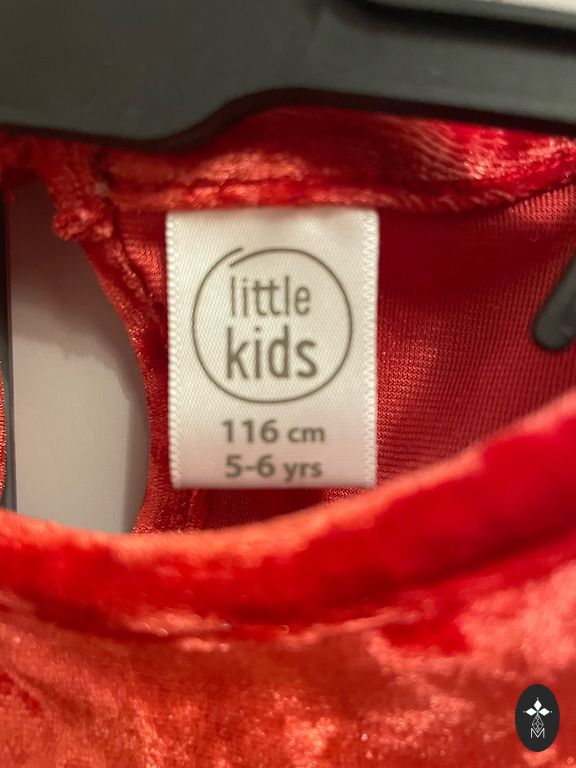 little
kids
116 cm
5-6 yrs
M